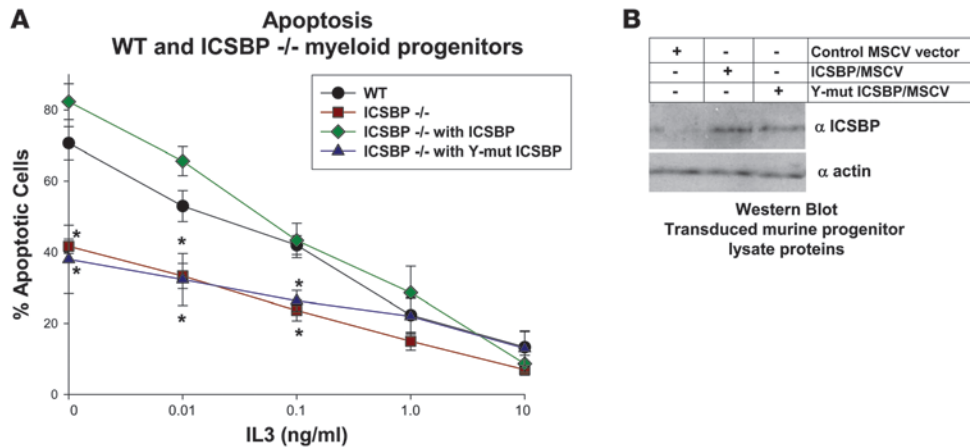 A
Apoptosis
WT and ICSBP -/- myeloid progenitors
WT
ICSBP -/-
ICSBP -/- with ICSBP
ICSBP -/- with Y-mut ICSBP
% Apoptotic Cells
80
60
40
20
0
* * * *
* *
0 0.01 0.1 1.0 10
IL3 (ng/ml)
B
+ - - Control MSCV vector
- + - ICSBP/MSCV
- - + Y-mut ICSBP/MSCV
α ICSBP
α actin
Western Blot
Transduced murine progenitor
lysate proteins